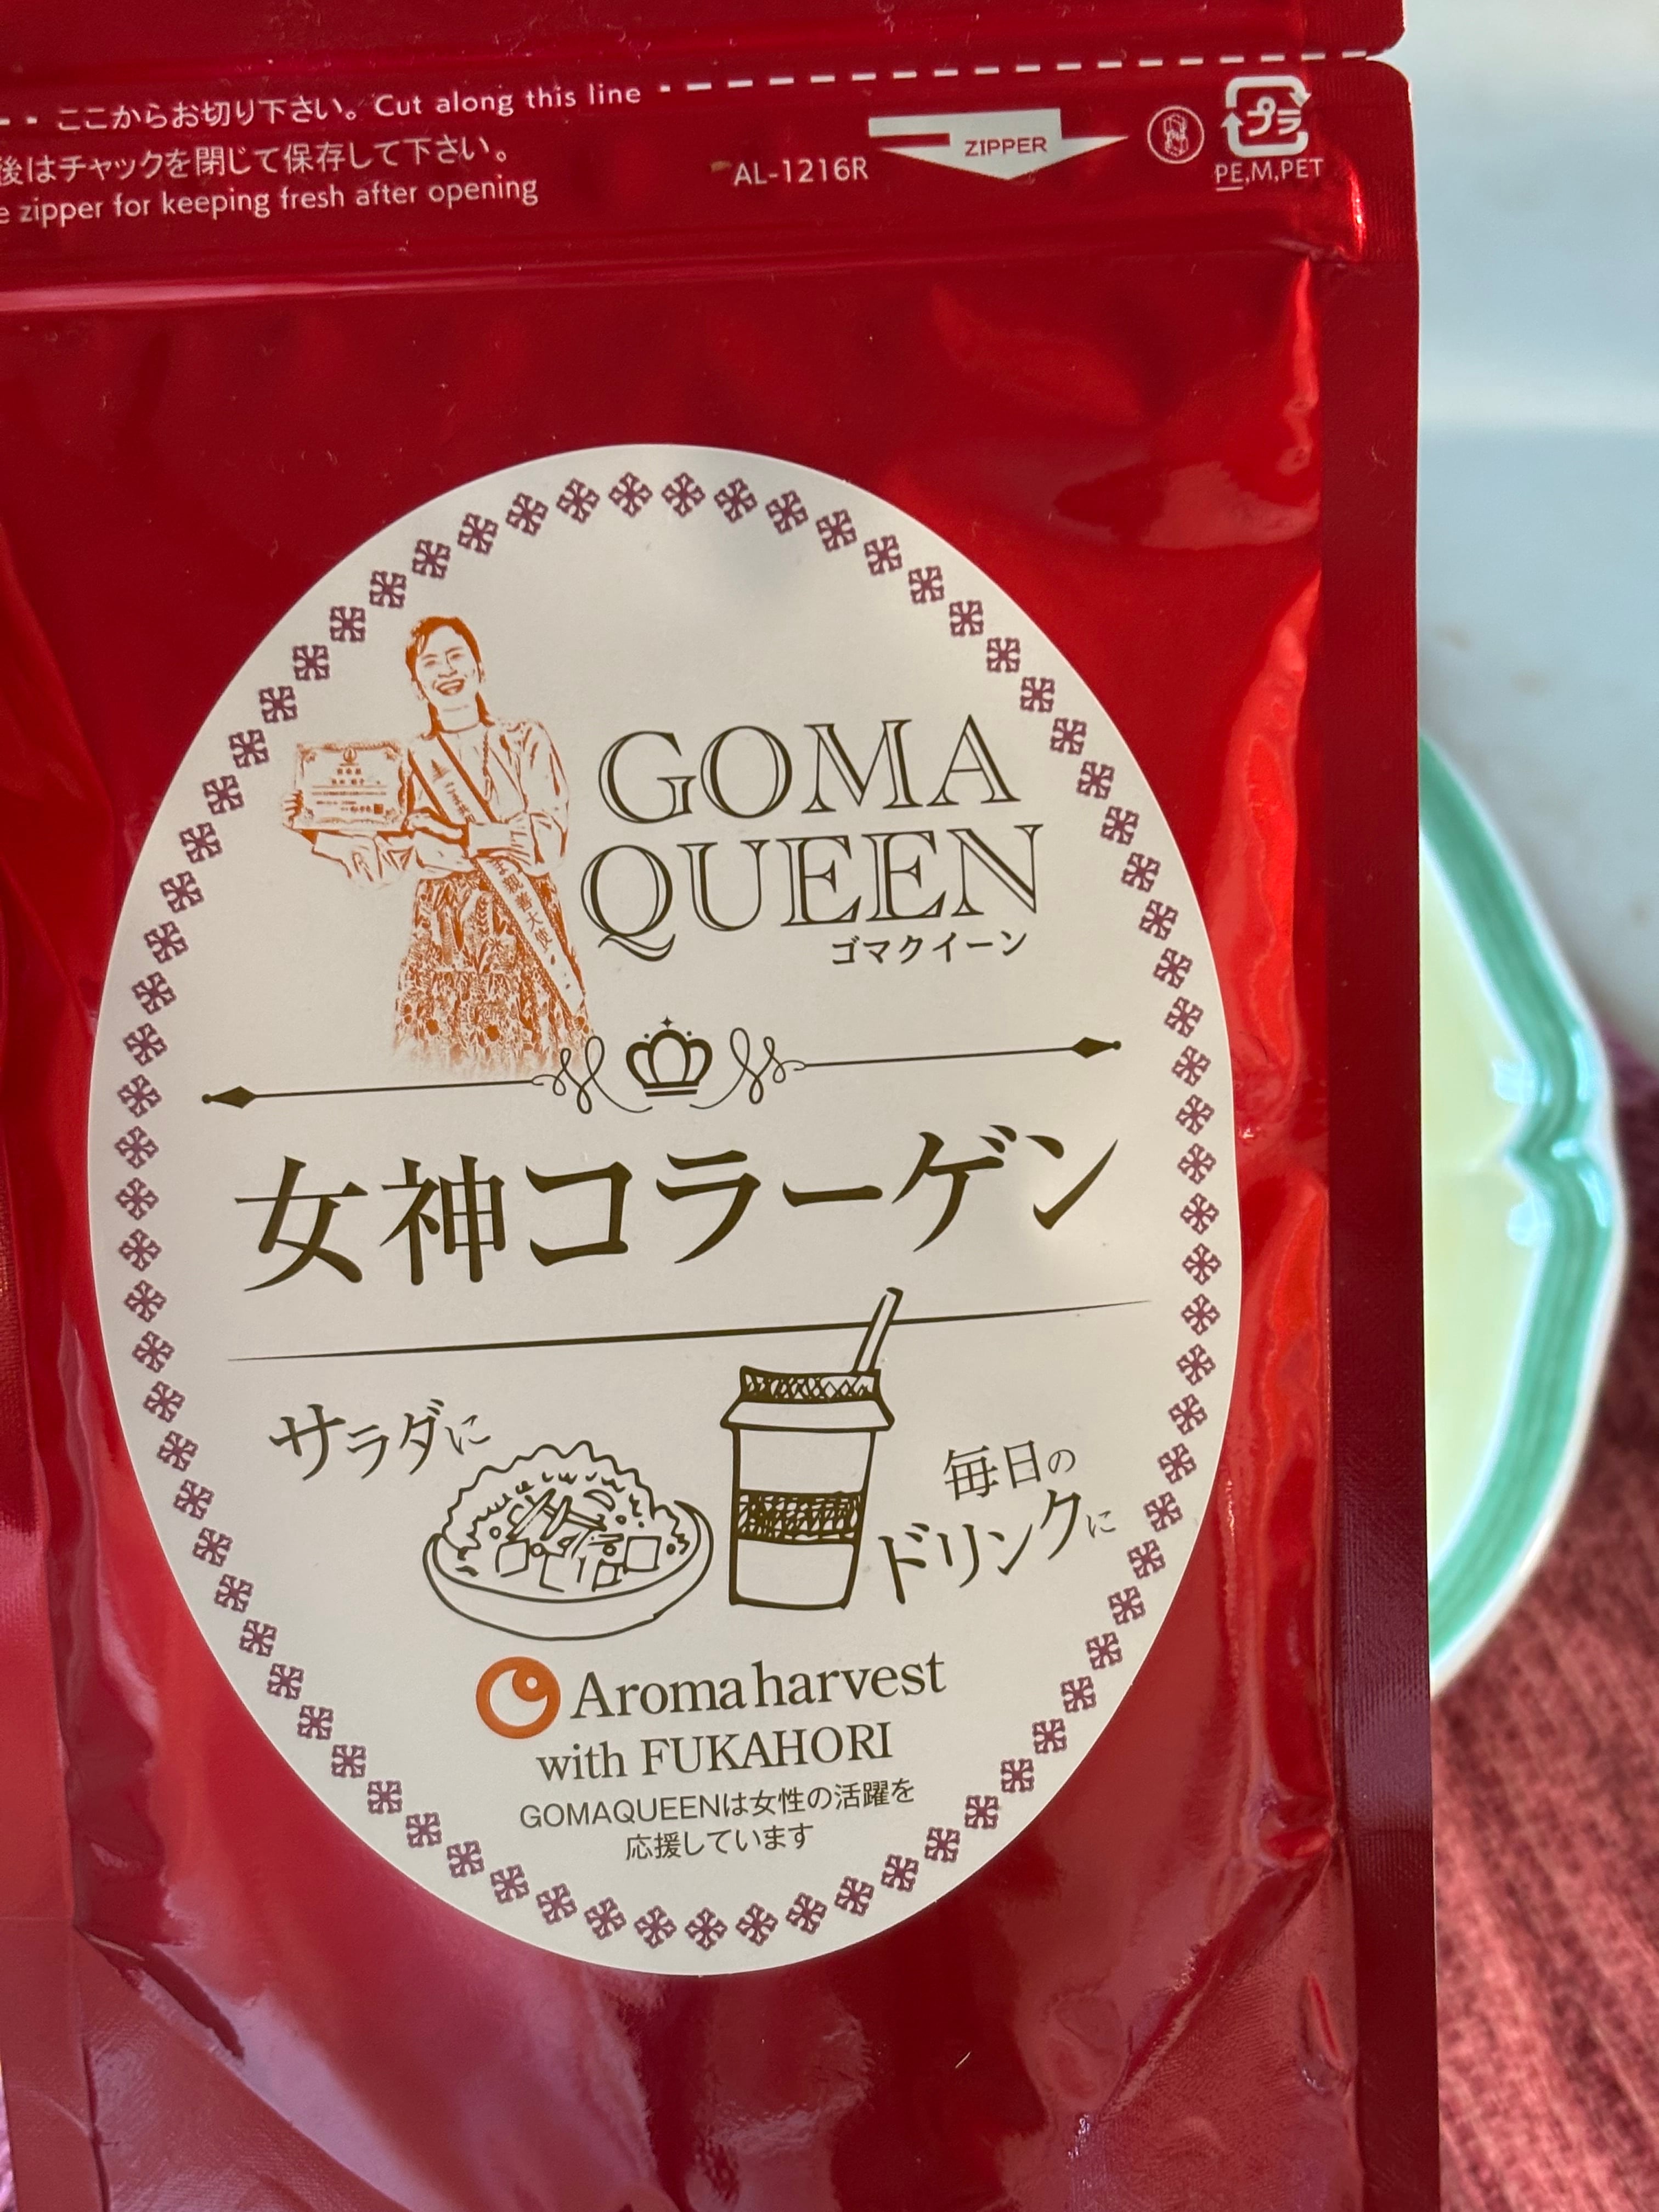 ここからお切り下さい。Cut along this line
後はチャックを閉じて保存して下さい。
zipper for keeping fresh after opening
AL-1216R
ZIPPER
プラ
PE,M,PET
GOMA
QUEEN
ゴマクイーン
女神コラーゲン
サラダに
毎日の
ドリンクに
Aromaharvest
with FUKAHORI
GOMAQUEENは女性の活躍を
応援しています